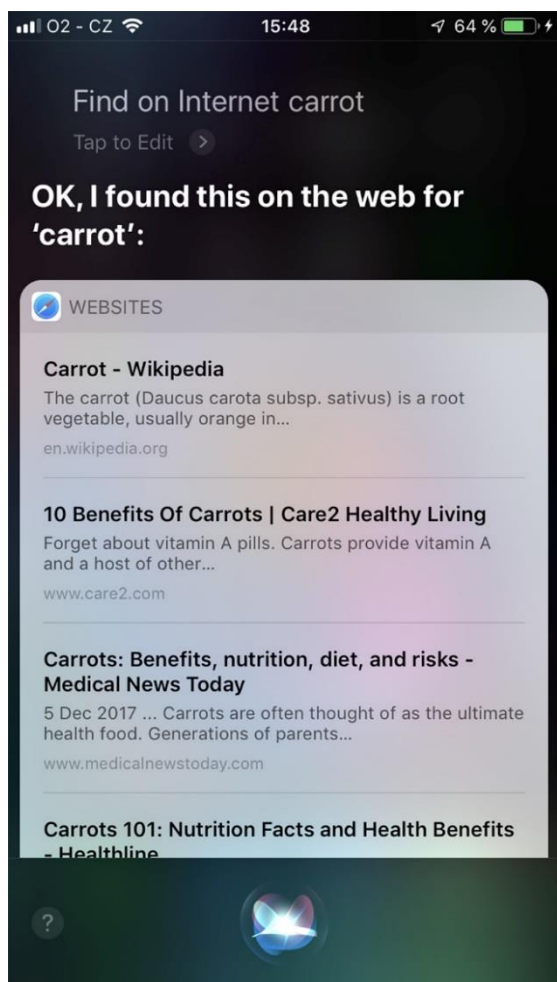 O2 - CZ 15:48 64 %
Find on Internet carrot
Tap to Edit >
OK, I found this on the web for
‘carrot’:
WEBSITES
Carrot - Wikipedia
The carrot (Daucus carota subsp. sativus) is a root
vegetable, usually orange in...
en.wikipedia.org
10 Benefits Of Carrots | Care2 Healthy Living
Forget about vitamin A pills. Carrots provide vitamin A
and a host of other...
www.care2.com
Carrots: Benefits, nutrition, diet, and risks -
Medical News Today
5 Dec 2017 ... Carrots are often thought of as the ultimate
health food. Generations of parents...
www.medicalnewstoday.com
Carrots 101: Nutrition Facts and Health Benefits
- Healthline
?